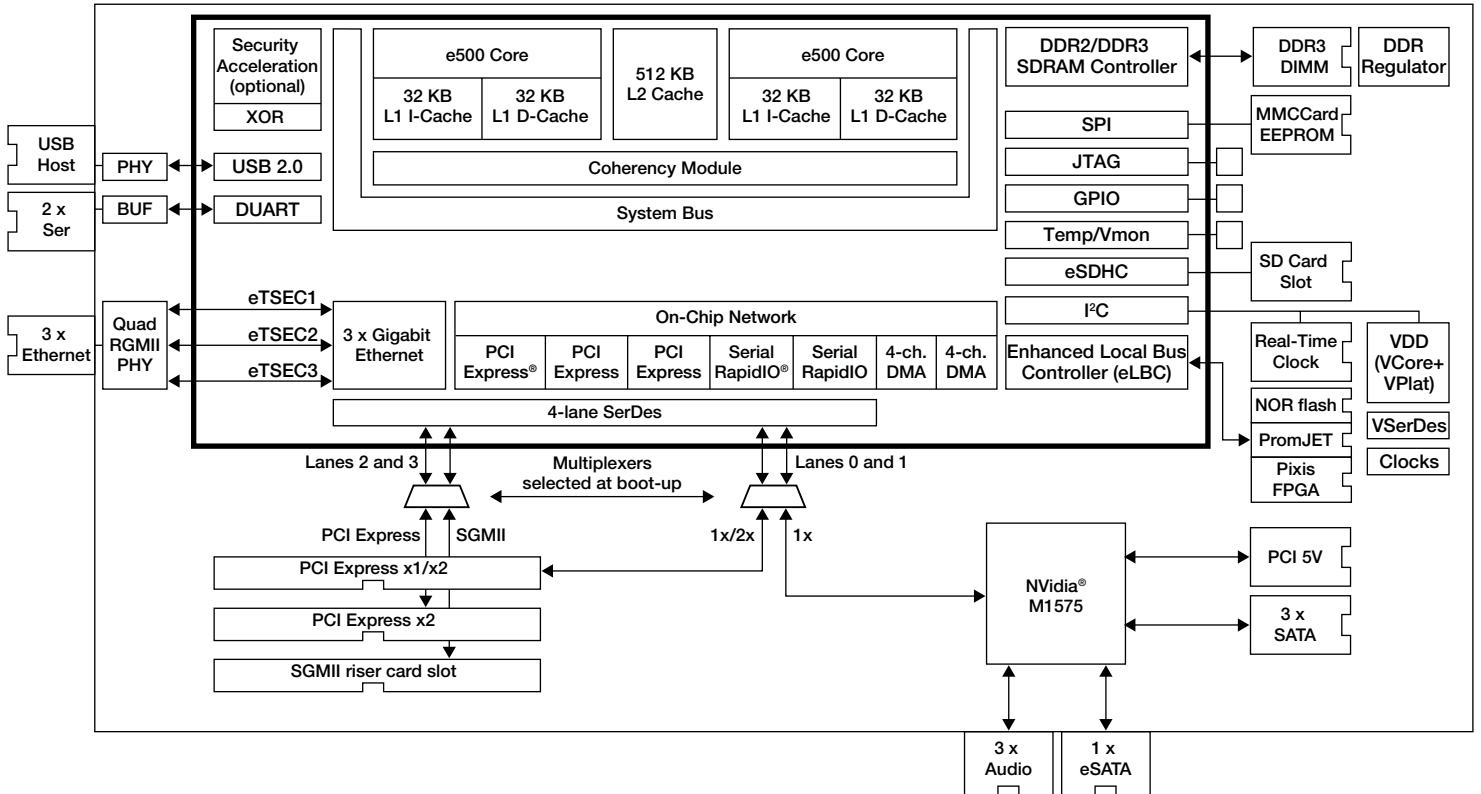 Security
Acceleration
(optional)
XOR
e500 Core
32 KB
L1 I-Cache
32 KB
L1 D-Cache
512 KB
L2 Cache
e500 Core
32 KB
L1 I-Cache
32 KB
L1 D-Cache
Coherency Module
System Bus
DDR2/DDR3
SDRAM Controller
DDR3
DIMM
DDR
Regulator
SPI
MMCCard
EEPROM
JTAG
GPIO
Temp/Vmon
eSDHC
SD Card
Slot
I²C
Real-Time
Clock
VDD
(VCore+
VPlat)
Enhanced Local Bus
Controller (eLBC)
NOR flash
PromJET
Pixis
FPGA
VSerDes
Clocks
USB
Host
PHY
USB 2.0
2 x
Ser
BUF
DUART
3 x
Ethernet
Quad
RGMII
PHY
eTSEC1
eTSEC2
eTSEC3
3 x Gigabit
Ethernet
On-Chip Network
PCI
Express®
PCI
Express
PCI
Express
Serial
RapidIO®
Serial
RapidIO
4-ch.
DMA
4-ch.
DMA
4-lane SerDes
Lanes 2 and 3
Multiplexers
selected at boot-up
Lanes 0 and 1
PCI Express
SGMII
1x/2x
1x
PCI Express x1/x2
PCI Express x2
SGMII riser card slot
NVidia®
M1575
PCI 5V
3 x
SATA
3 x
Audio
1 x
eSATA